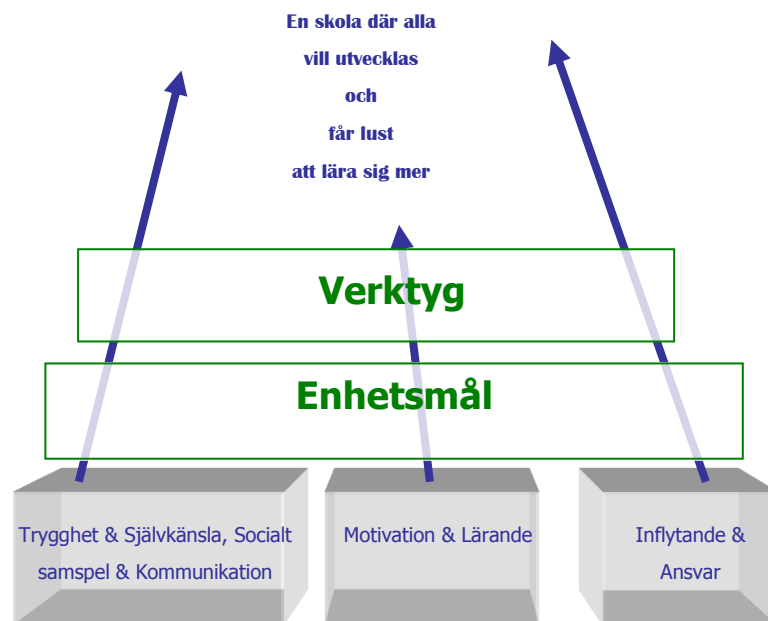 En skola där alla
vill utvecklas
och
får lust
att lära sig mer
Verktyg
Enhetsmål
Trygghet & Självkänsla, Socialt
samspel & Kommunikation
Motivation & Lärande
Inflytande &
Ansvar